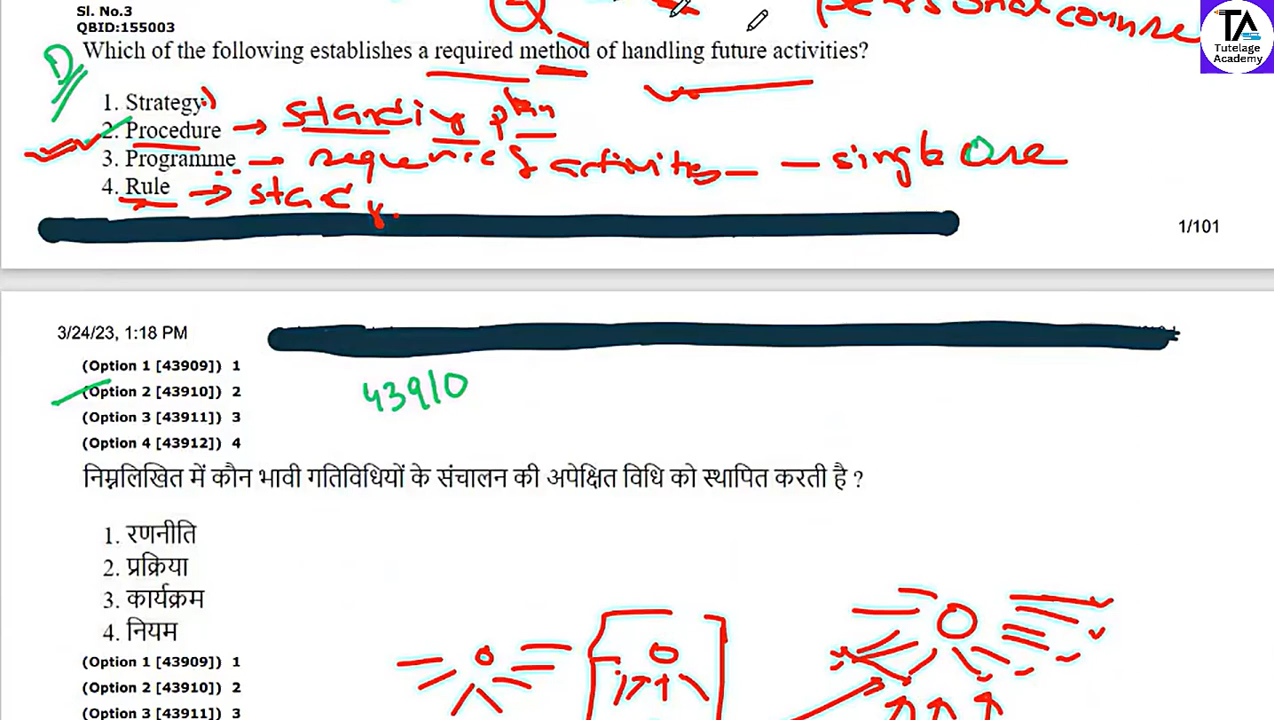 Sl. No.3
QBID:155003
Which of the following establishes a required method of handling future activities?
1. Strategy
2. Procedure → standing plan
3. Programme — sequence of activities — single use
4. Rule →
1/101
3/24/23, 1:18 PM
(Option 1 [43909]) 1
(Option 2 [43910]) 2
43910
(Option 3 [43911]) 3
(Option 4 [43912]) 4
निम्नलिखित में कौन भावी गतिविधियों के संचालन की अपेक्षित विधि को स्थापित करती है ?
1. रणनीति
2. प्रक्रिया
3. कार्यक्रम
4. नियम
(Option 1 [43909]) 1
(Option 2 [43910]) 2
(Option 3 [43911]) 3
TA
Tutelage
Academy